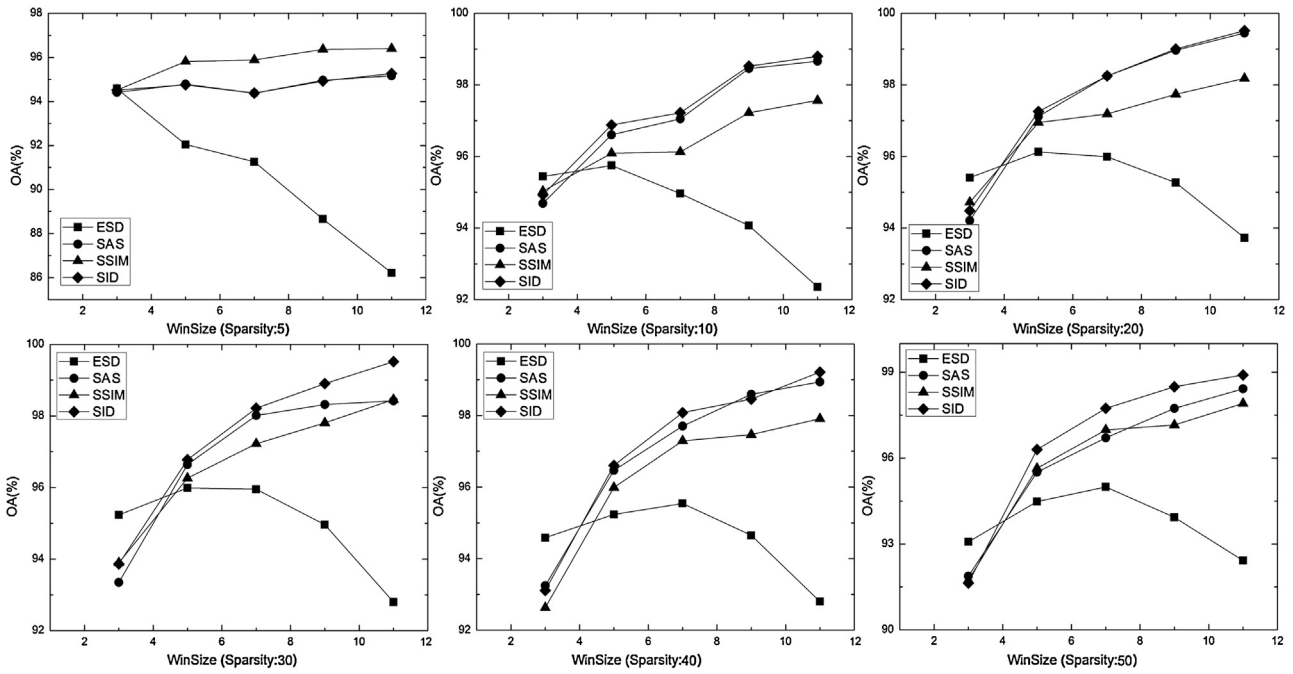 98
96
94
92
90
88
86
OA(%)
ESD
SAS
SSIM
SID
2 4 6 8 10 12
WinSize (Sparsity:5)
100
98
96
94
92
OA(%)
ESD
SAS
SSIM
SID
2 4 6 8 10 12
WinSize (Sparsity:10)
100
98
96
94
92
OA(%)
ESD
SAS
SSIM
SID
2 4 6 8 10 12
WinSize (Sparsity:20)
100
98
96
94
92
OA(%)
ESD
SAS
SSIM
SID
2 4 6 8 10 12
WinSize (Sparsity:30)
100
98
96
94
92
OA(%)
ESD
SAS
SSIM
SID
2 4 6 8 10 12
WinSize (Sparsity:40)
99
96
93
90
OA(%)
ESD
SAS
SSIM
SID
2 4 6 8 10 12
WinSize (Sparsity:50)